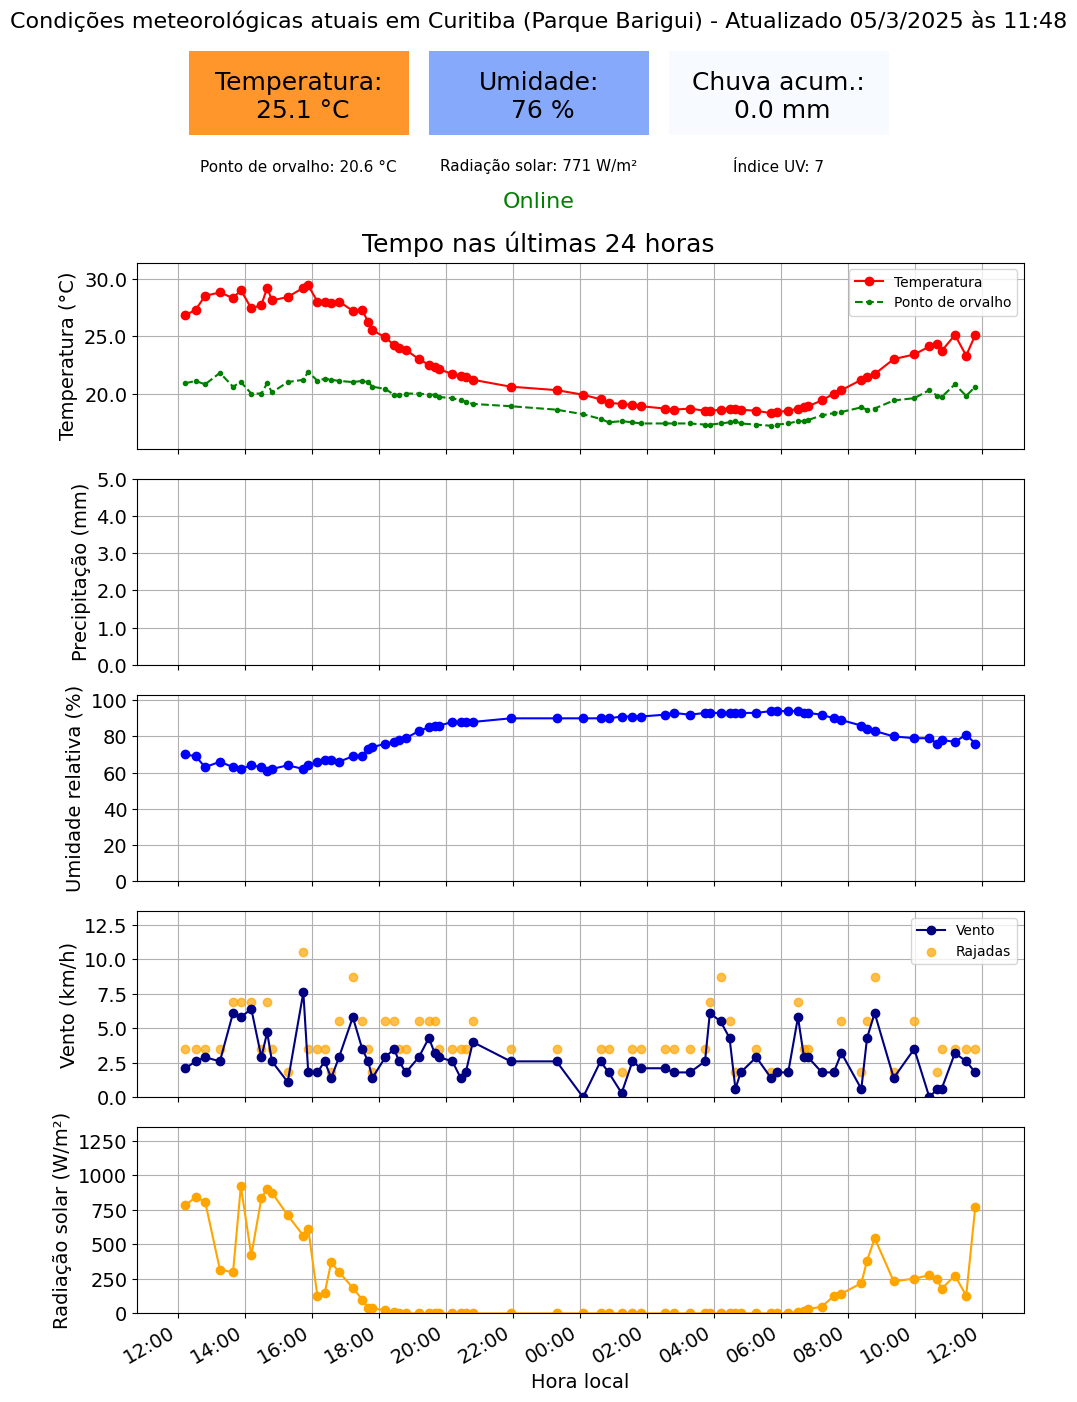 Condições meteorológicas atuais em Curitiba (Parque Barigui) - Atualizado 05/3/2025 às 11:48
Temperatura:
25.1 °C
Umidade:
76 %
Chuva acum.:
0.0 mm
Ponto de orvalho: 20.6 °C
Radiação solar: 771 W/m²
Índice UV: 7
Online
Tempo nas últimas 24 horas
Temperatura (°C)
30.0
25.0
20.0
Temperatura
Ponto de orvalho
Precipitação (mm)
5.0
4.0
3.0
2.0
1.0
0.0
Umidade relativa (%)
100
80
60
40
20
0
Vento (km/h)
12.5
10.0
7.5
5.0
2.5
0.0
Vento
Rajadas
Radiação solar (W/m²)
1250
1000
750
500
250
0
12:00
14:00
16:00
18:00
20:00
22:00
00:00
02:00
04:00
06:00
08:00
10:00
12:00
Hora local